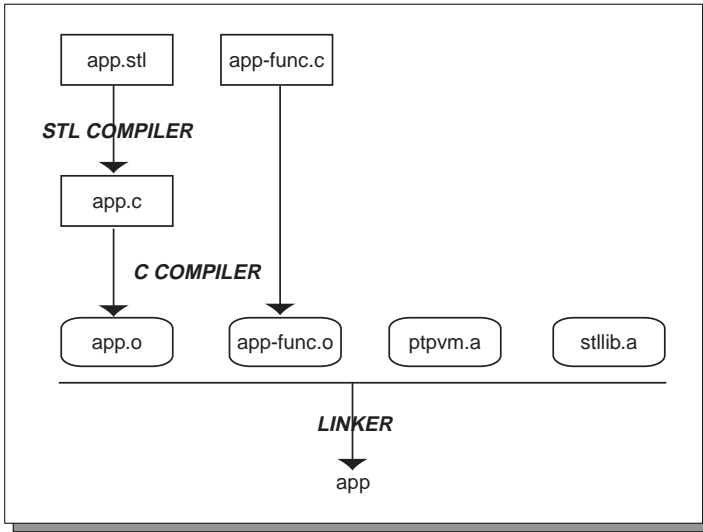 app.stl
app-func.c
STL COMPILER
app.c
C COMPILER
app.o
app-func.o
ptpvm.a
stllib.a
LINKER
app